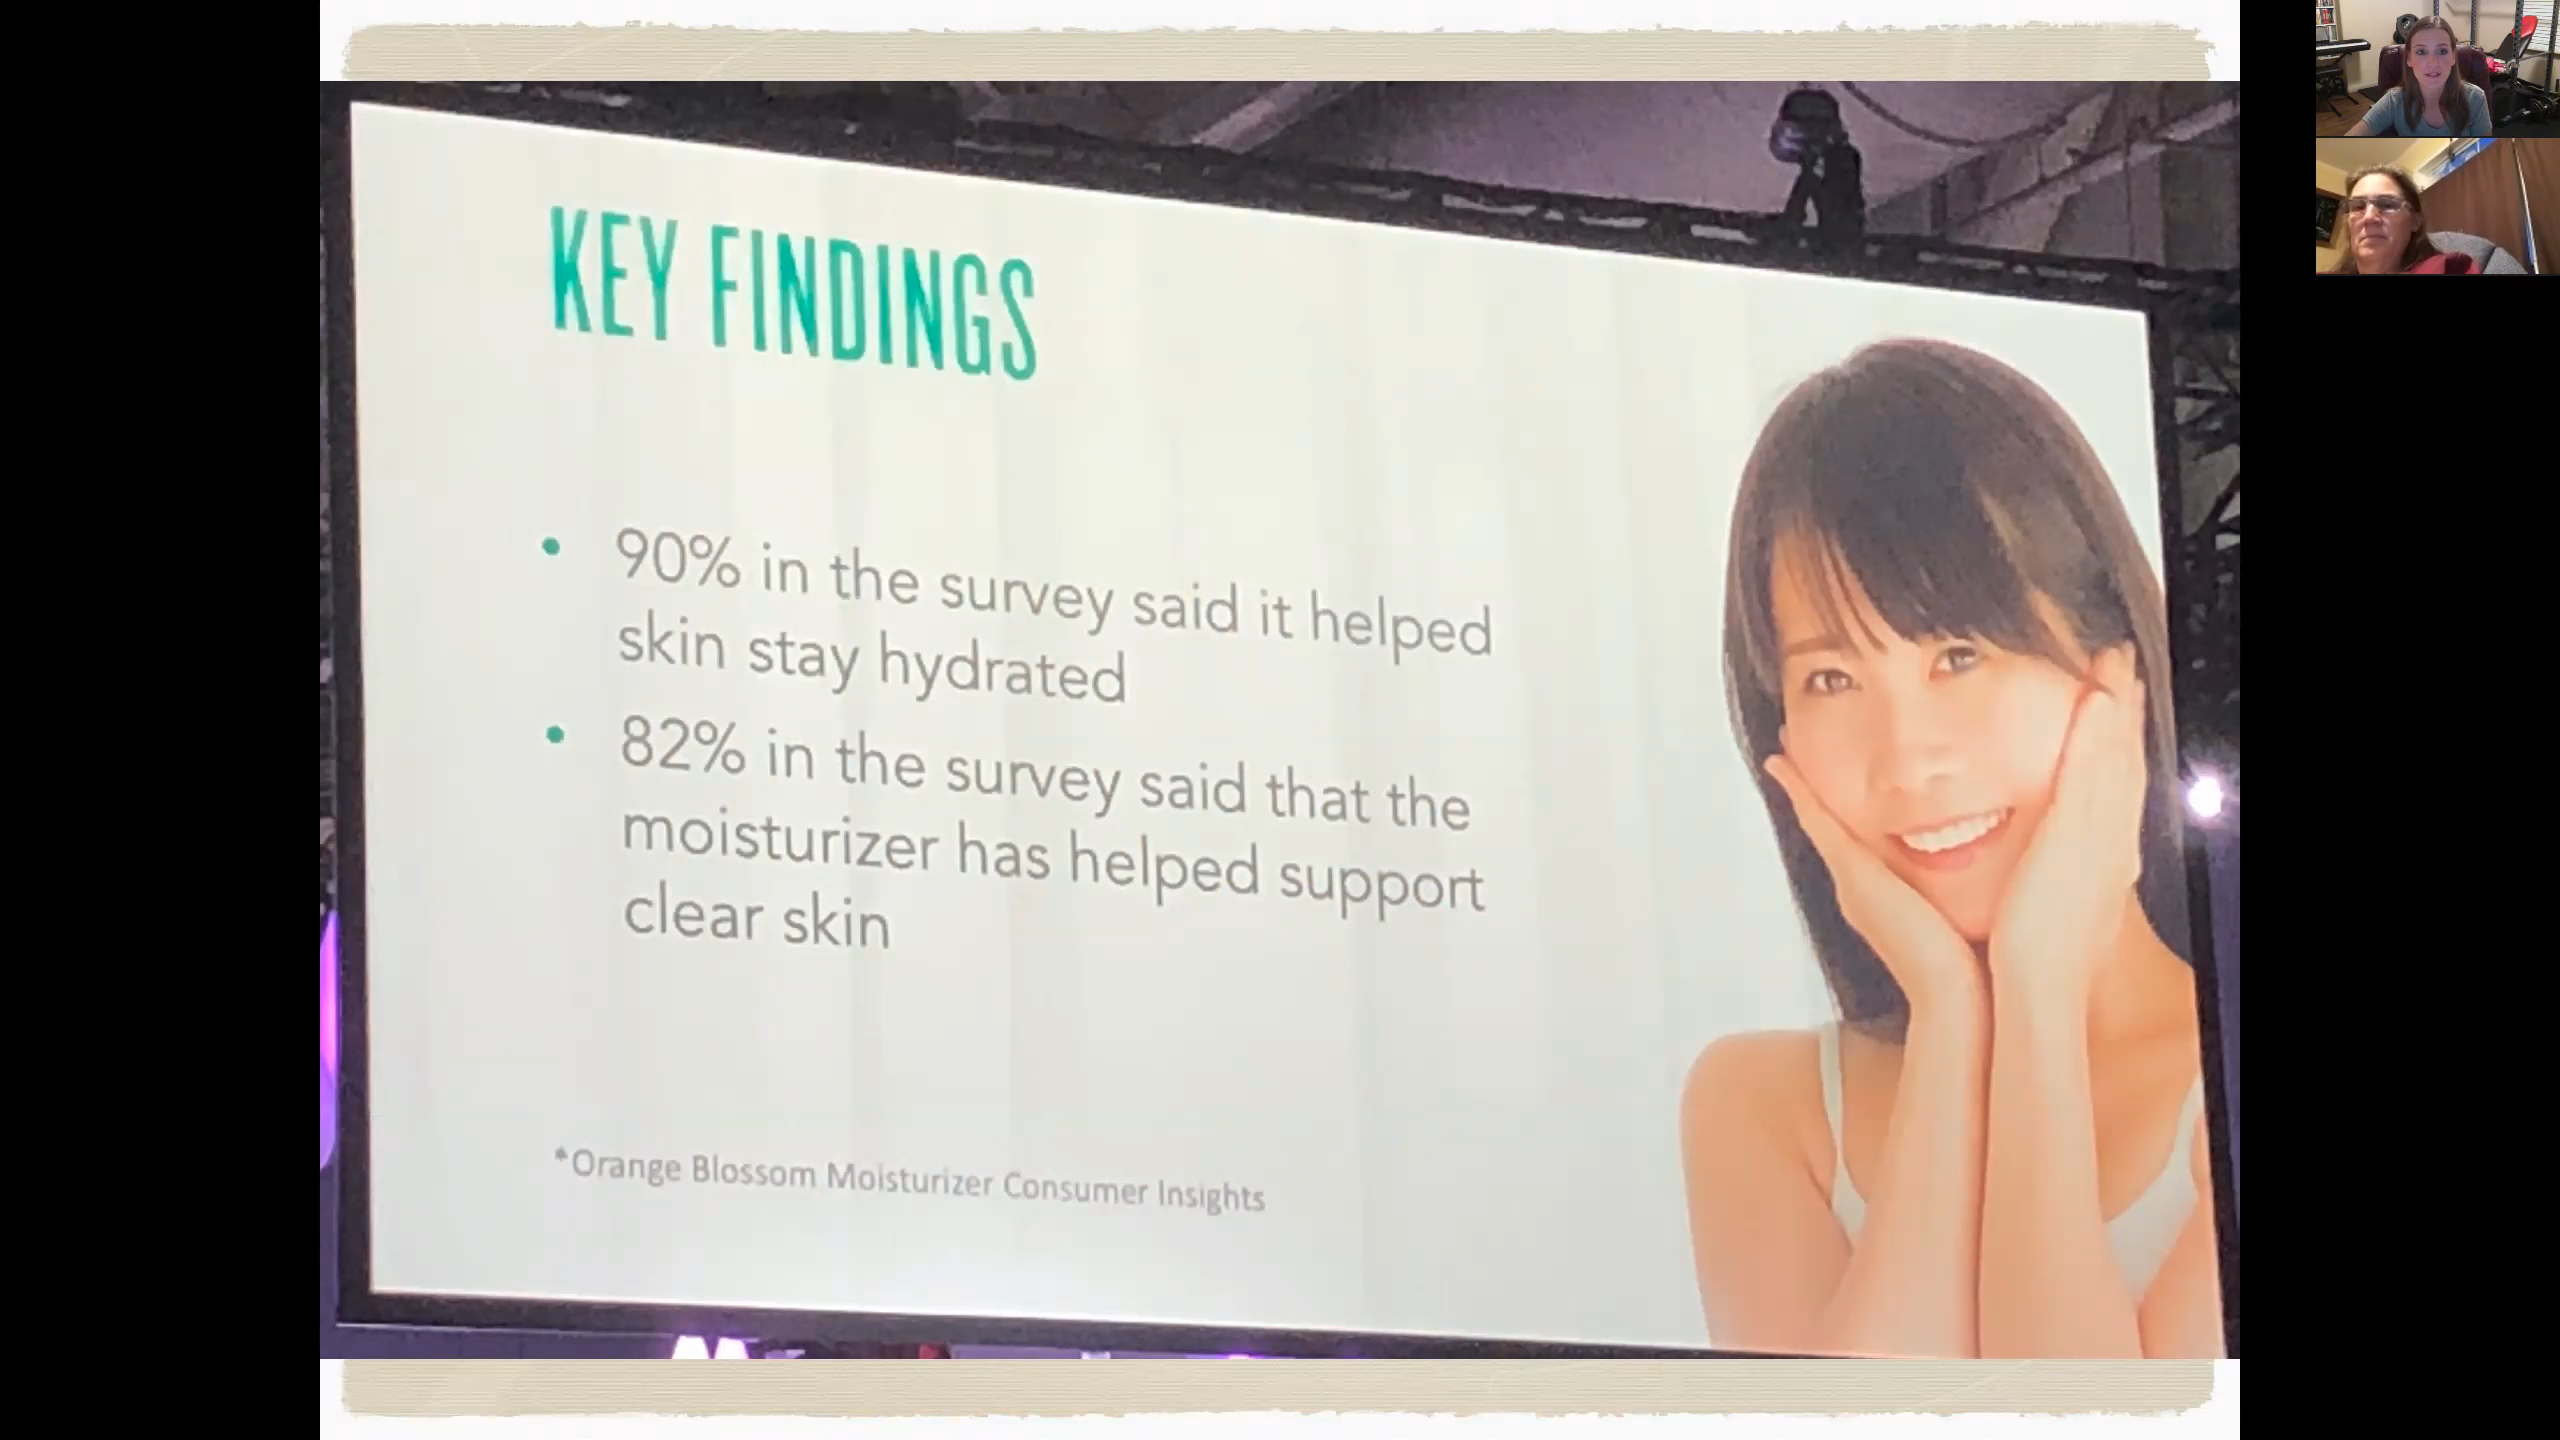 KEY FINDINGS
• 90% in the survey said it helped
skin stay hydrated
• 82% in the survey said that the
moisturizer has helped support
clear skin
*Orange Blossom Moisturizer Consumer Insights